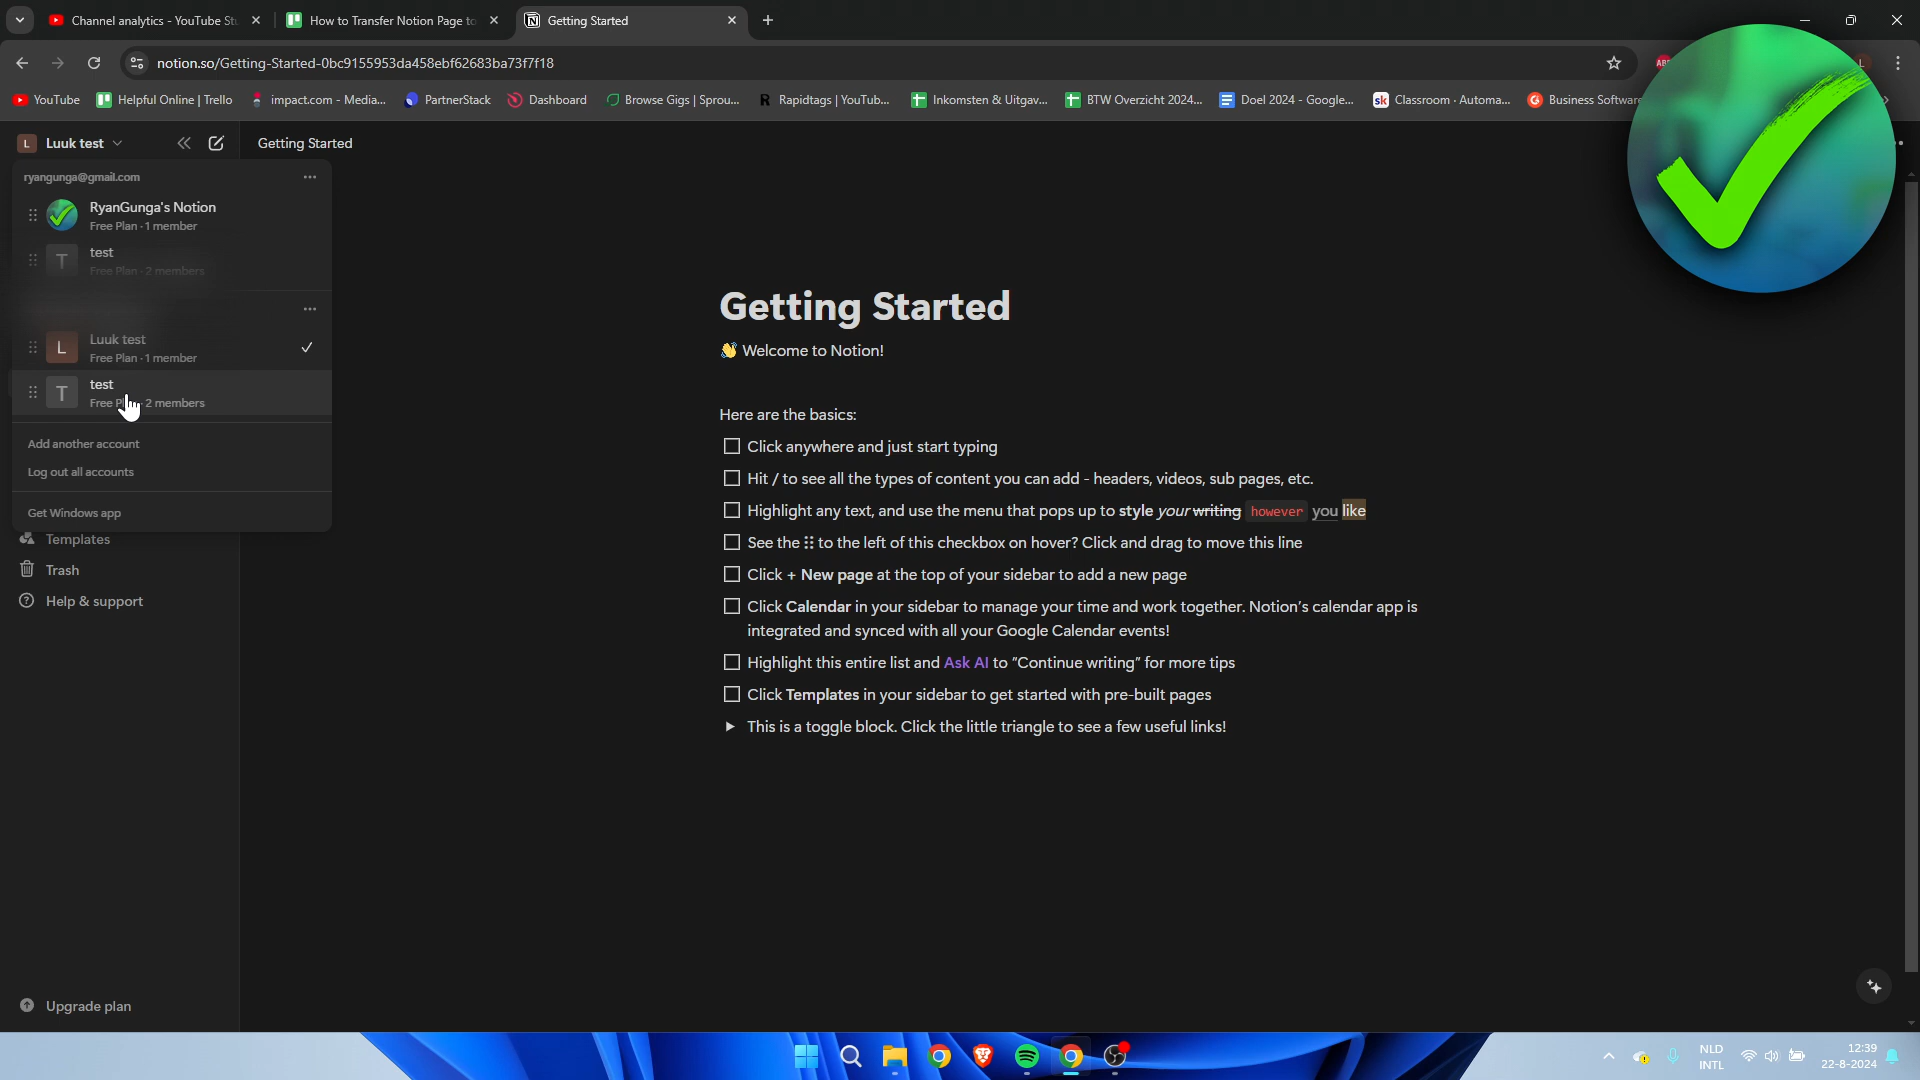 Channel analytics - YouTube St
How to Transfer Notion Page to
Getting Started
notion.so/Getting-Started-0bc9155953da458ebf62683ba73f7f18
YouTube
Helpful Online | Trello
impact.com - Media...
PartnerStack
Dashboard
Browse Gigs | Sprou...
Rapidtags | YouTub...
Inkomsten & Uitgav...
BTW Overzicht 2024...
Doel 2024 - Google...
Classroom - Automa...
Business Software
L Luuk test
Getting Started
ryangunga@gmail.com
RyanGunga's Notion
Free Plan · 1 member
T test
Free Plan · 2 members
L Luuk test
Free Plan · 1 member
T test
Free Pl · 2 members
Add another account
Log out all accounts
Get Windows app
Templates
Trash
Help & support
Upgrade plan
Getting Started
👋 Welcome to Notion!
Here are the basics:
Click anywhere and just start typing
Hit / to see all the types of content you can add - headers, videos, sub pages, etc.
Highlight any text, and use the menu that pops up to style your writing however you like
See the ⋮⋮ to the left of this checkbox on hover? Click and drag to move this line
Click + New page at the top of your sidebar to add a new page
Click Calendar in your sidebar to manage your time and work together. Notion's calendar app is
integrated and synced with all your Google Calendar events!
Highlight this entire list and Ask AI to "Continue writing" for more tips
Click Templates in your sidebar to get started with pre-built pages
This is a toggle block. Click the little triangle to see a few useful links!
NLD
INTL
12:39
22-8-2024